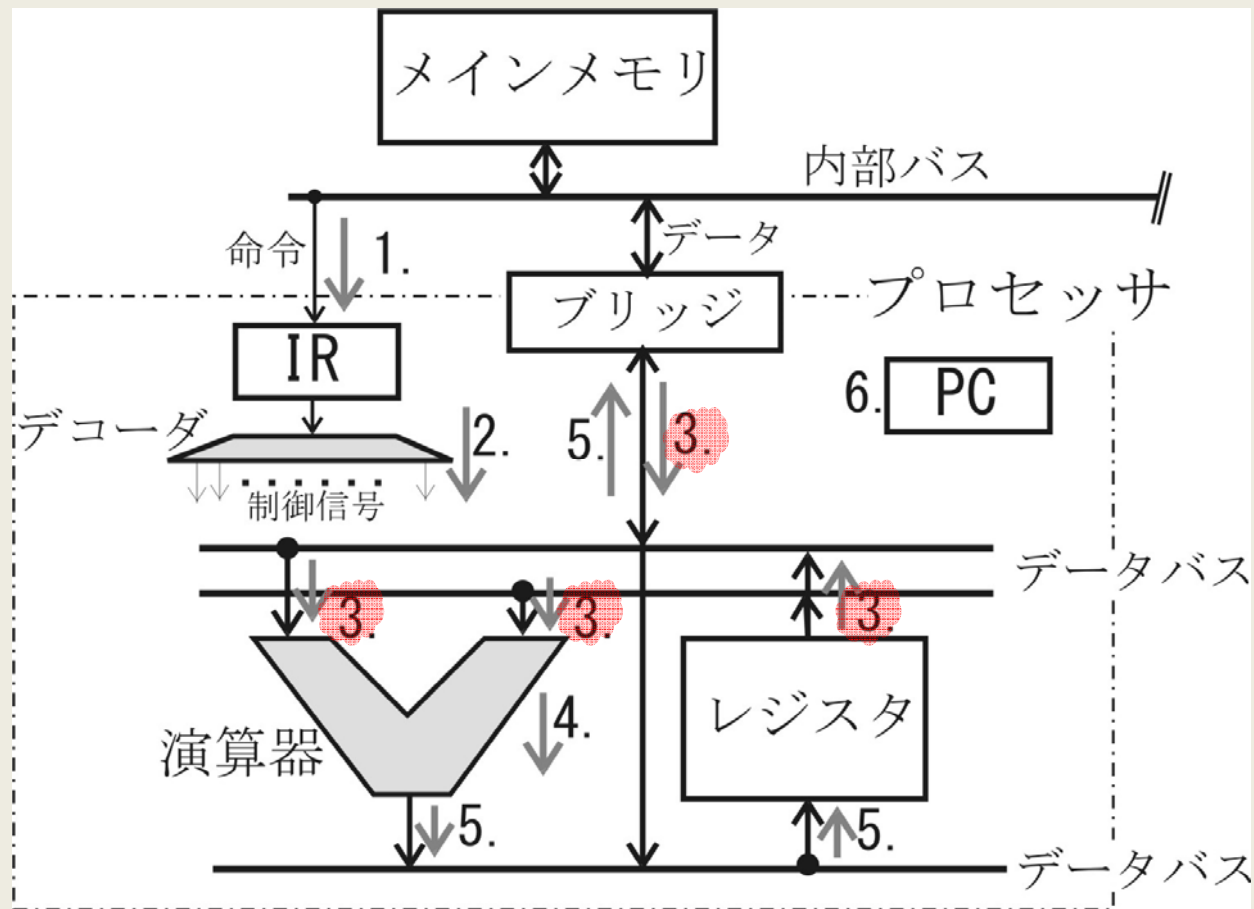 メインメモリ
内部バス
命令
1.
データ
プロセッサ
ブリッジ
IR
6.
PC
デコーダ
2.
5.
3.
制御信号
データバス
3.
3.
3.
レジスタ
4.
演算器
5.
5.
データバス